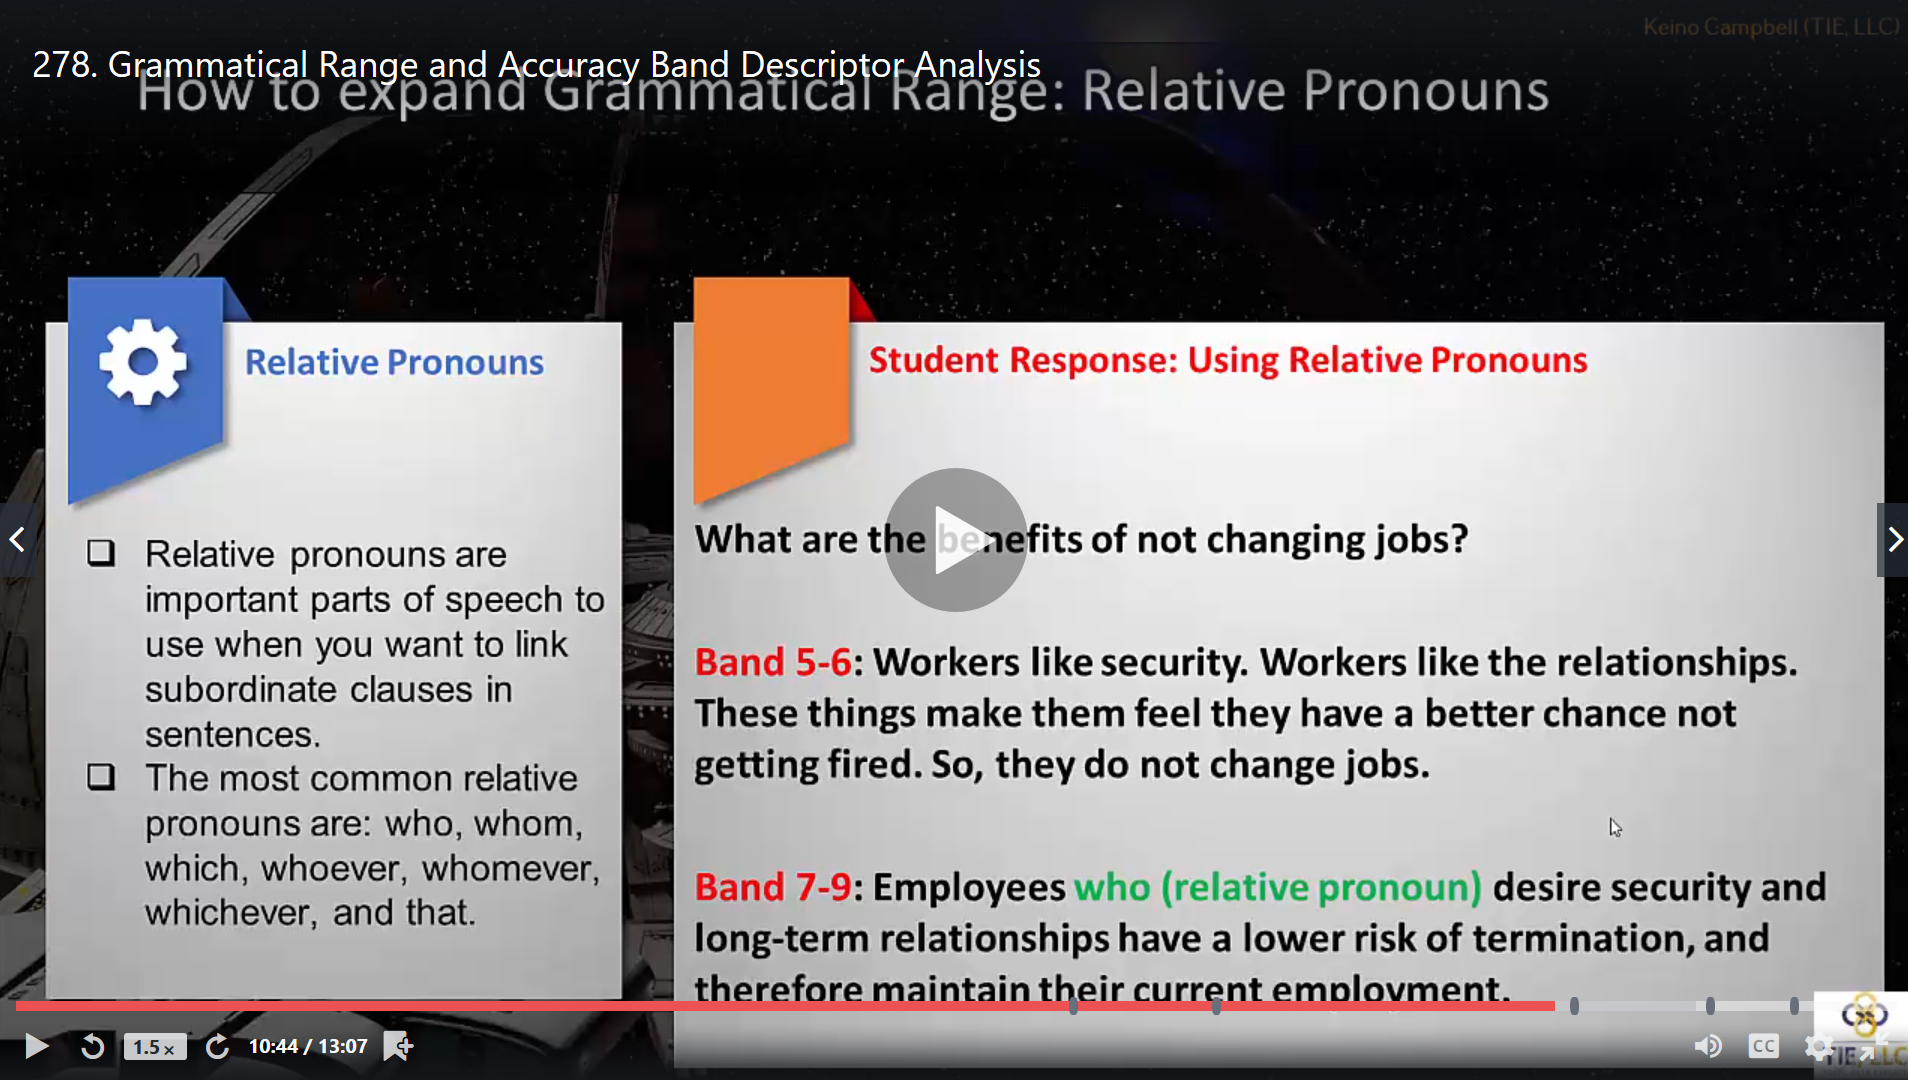 Keino Campbell (TIE, LLC)
278. Grammatical Range and Accuracy Band Descriptor Analysis
How to expand Grammatical Range: Relative Pronouns
Relative Pronouns
Relative pronouns are
important parts of speech to
use when you want to link
subordinate clauses in
sentences.
The most common relative
pronouns are: who, whom,
which, whoever, whomever,
whichever, and that.
Student Response: Using Relative Pronouns
What are the benefits of not changing jobs?
Band 5-6: Workers like security. Workers like the relationships.
These things make them feel they have a better chance not
getting fired. So, they do not change jobs.
Band 7-9: Employees who (relative pronoun) desire security and
long-term relationships have a lower risk of termination, and
therefore maintain their current employment.
1.5 x
10:44 / 13:07
CC
TIE, LLC